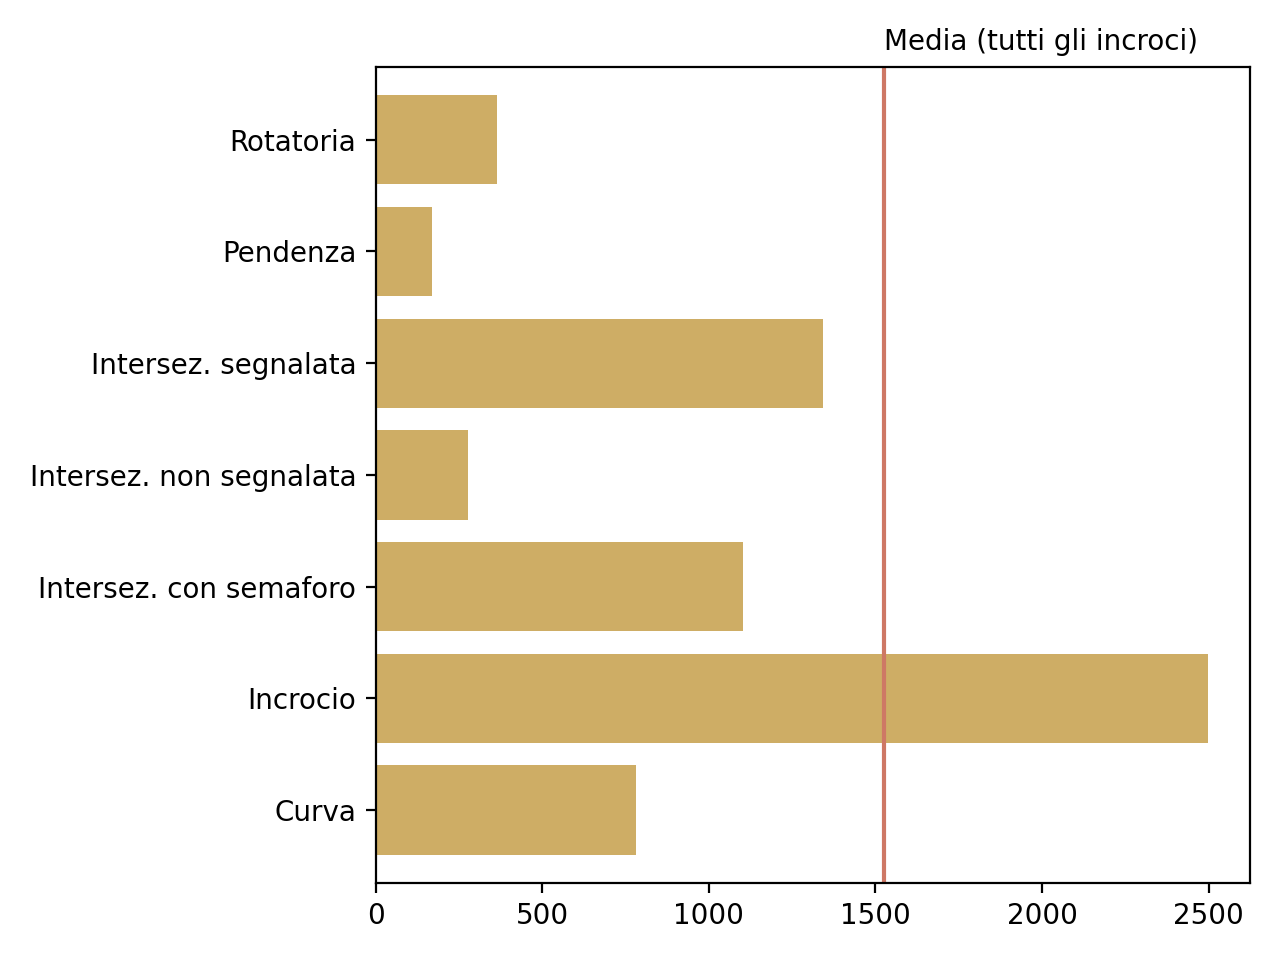 Media (tutti gli incroci)
Rotatoria
Pendenza
Intersez. segnalata
Intersez. non segnalata
Intersez. con semaforo
Incrocio
Curva
0 500 1000 1500 2000 2500